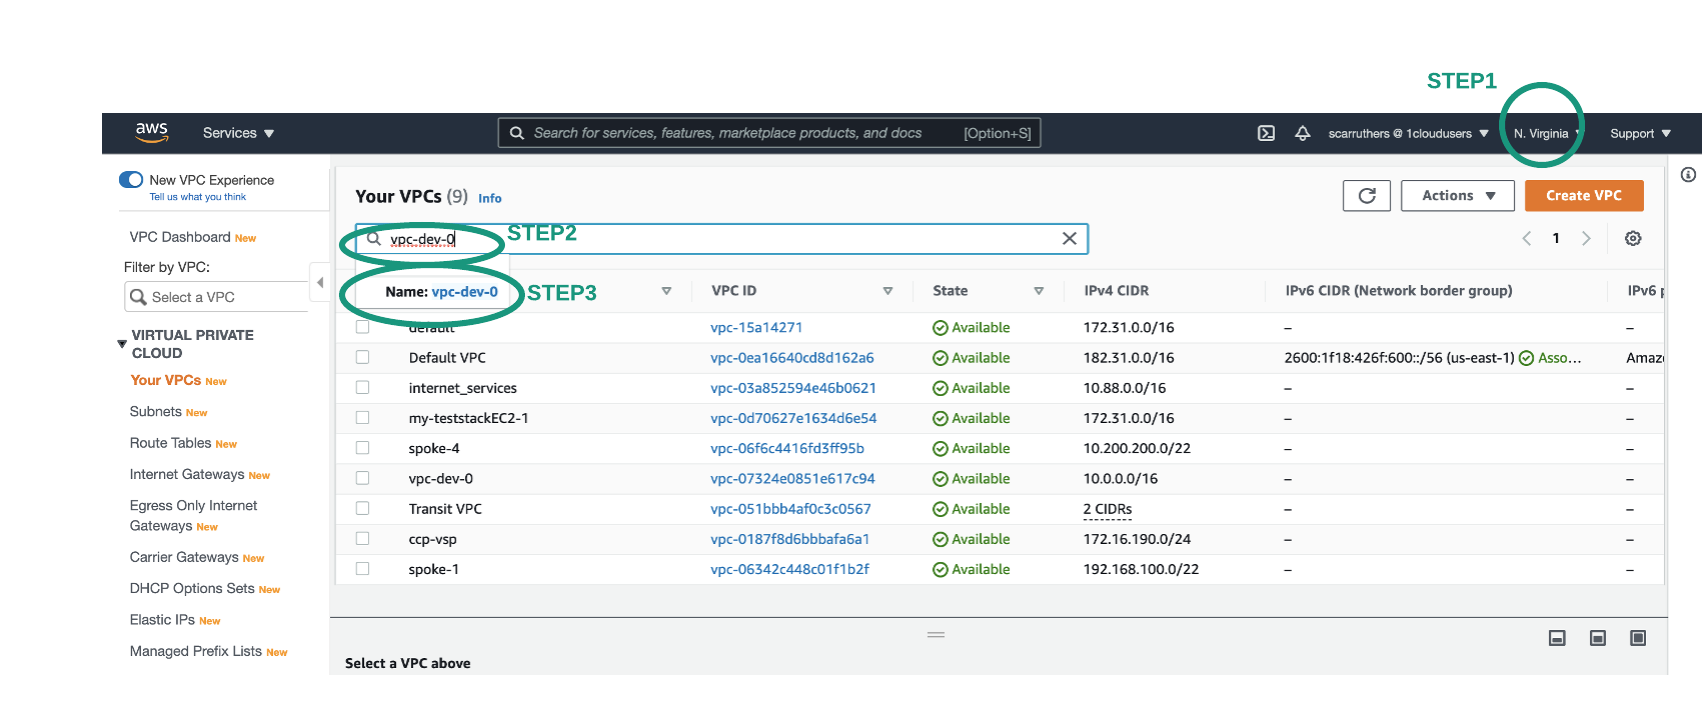 STEP1
aws Services Search for services, features, marketplace products, and docs [Option+S] scarruthers @ 1cloudusers N. Virginia Support
New VPC Experience
Tell us what you think
VPC Dashboard New
Filter by VPC:
Select a VPC
VIRTUAL PRIVATE
CLOUD
Your VPCs New
Subnets New
Route Tables New
Internet Gateways New
Egress Only Internet
Gateways New
Carrier Gateways New
DHCP Options Sets New
Elastic IPs New
Managed Prefix Lists New
Your VPCs (9) Info
Actions Create VPC
vpc-dev-0 STEP2
1
Name: vpc-dev-0 STEP3 VPC ID State IPv4 CIDR IPv6 CIDR (Network border group) IPv6
default vpc-15a14271 Available 172.31.0.0/16 – –
Default VPC vpc-0ea16640cd8d162a6 Available 182.31.0.0/16 2600:1f18:426f:600::/56 (us-east-1) Asso... Amaz
internet_services vpc-03a852594e46b0621 Available 10.88.0.0/16 – –
my-teststackEC2-1 vpc-0d70627e1634d6e54 Available 172.31.0.0/16 – –
spoke-4 vpc-06f6c4416fd3ff95b Available 10.200.200.0/22 – –
vpc-dev-0 vpc-07324e0851e617c94 Available 10.0.0.0/16 – –
Transit VPC vpc-051bbb4af0c3c0567 Available 2 CIDRs – –
ccp-vsp vpc-0187f8d6bbbafa6a1 Available 172.16.190.0/24 – –
spoke-1 vpc-06342c448c01f1b2f Available 192.168.100.0/22 – –
Select a VPC above